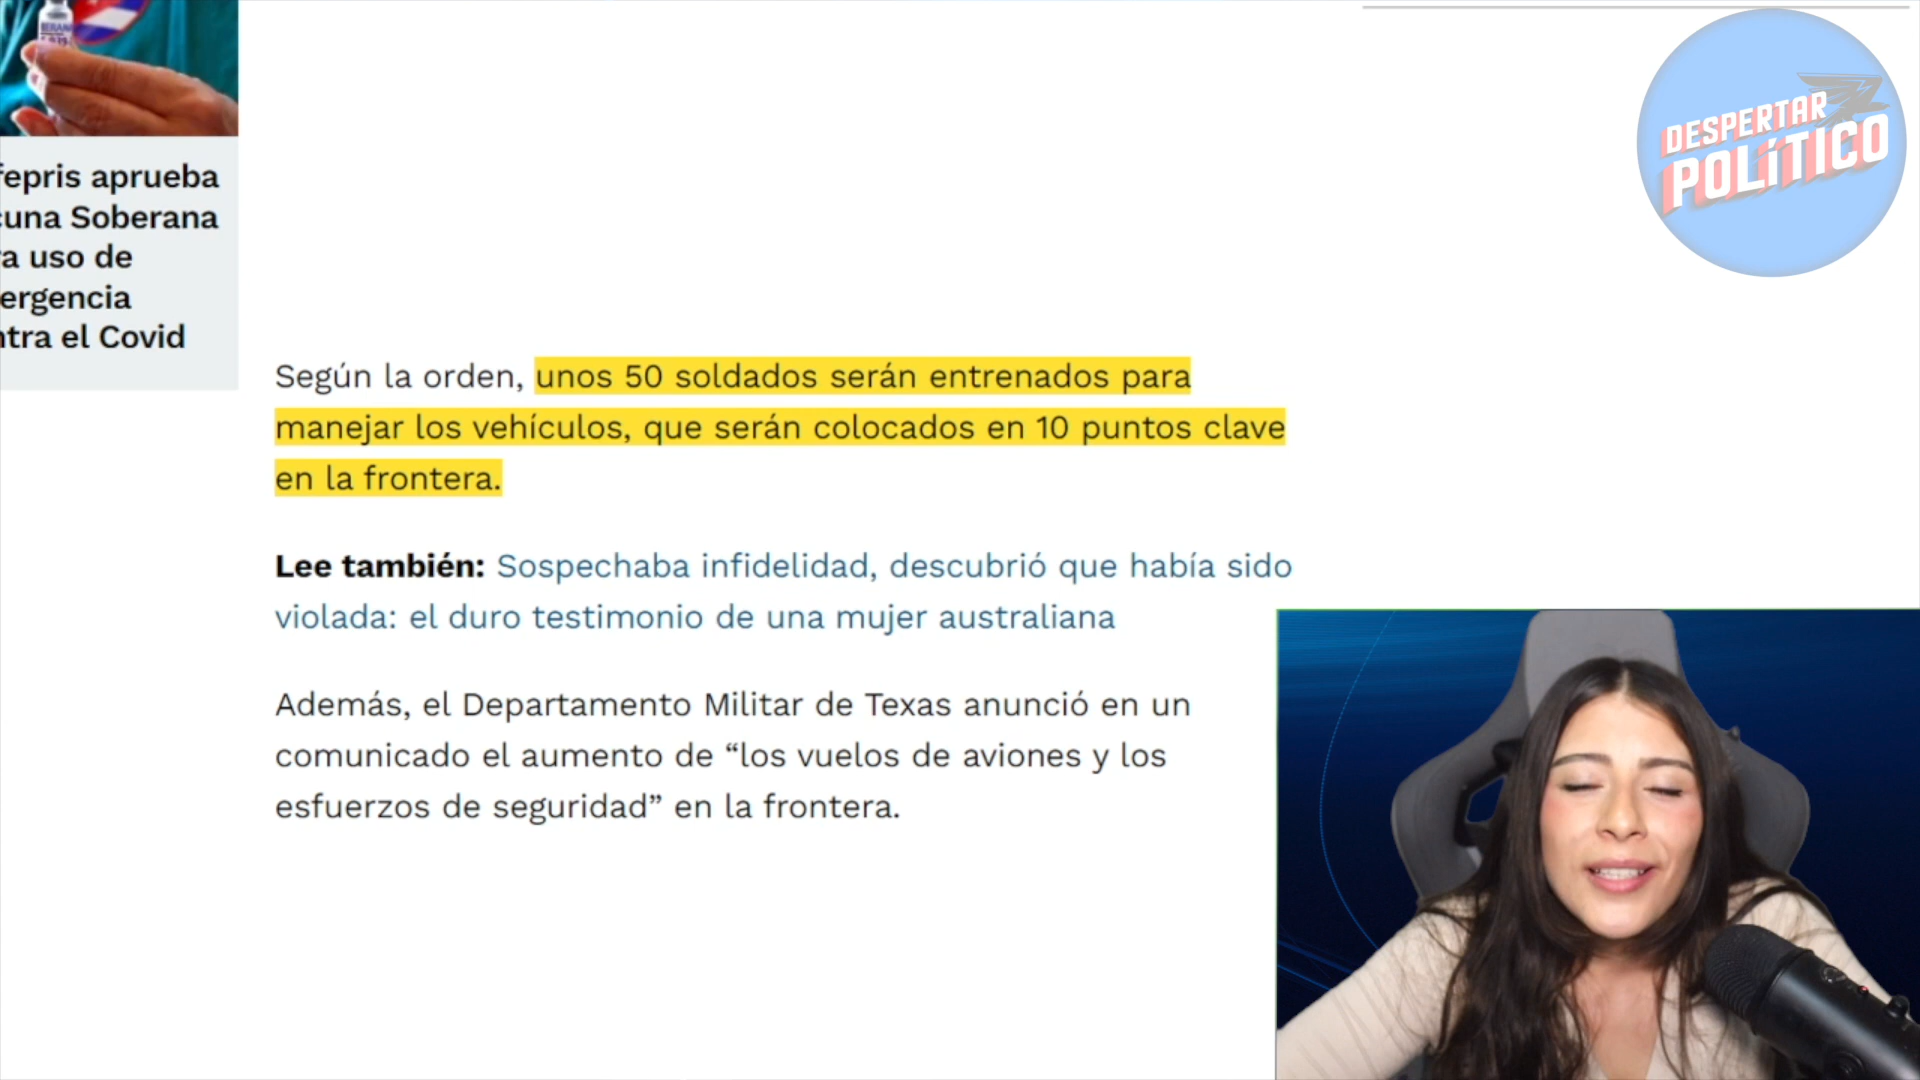 DESPERTAR
POLÍTICO
fepris aprueba
cuna Soberana
ra uso de
ergencia
ntra el Covid
Según la orden, unos 50 soldados serán entrenados para
manejar los vehículos, que serán colocados en 10 puntos clave
en la frontera.
Lee también: Sospechaba infidelidad, descubrió que había sido
violada: el duro testimonio de una mujer australiana
Además, el Departamento Militar de Texas anunció en un
comunicado el aumento de “los vuelos de aviones y los
esfuerzos de seguridad” en la frontera.